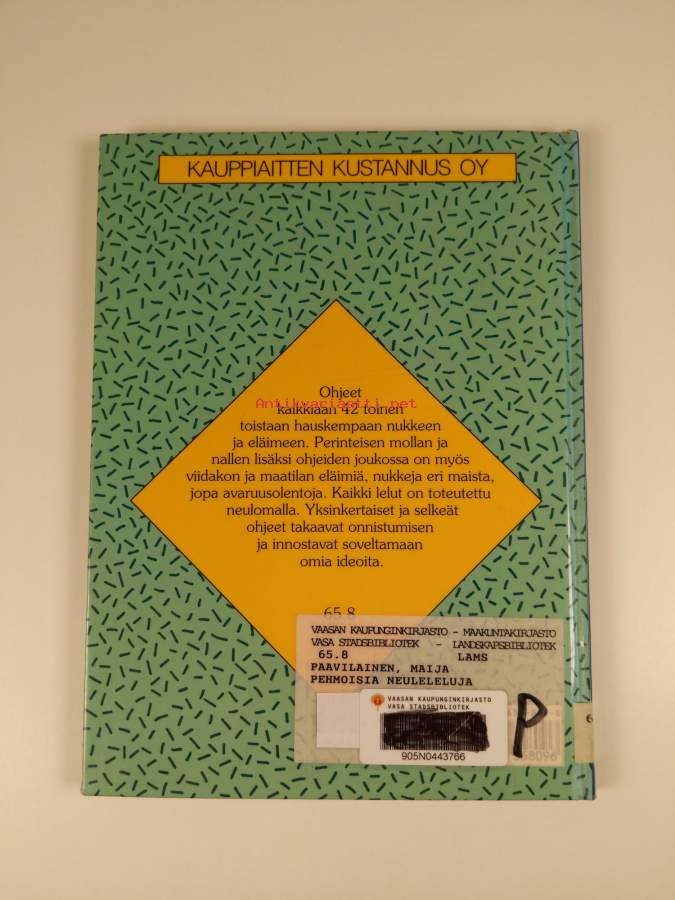 KAUPPIAITTEN KUSTANNUS OY
Ohjeet
Antikvariaatti.net
kaikkiaan 42 toinen
toistaan hauskempaan nukkeen
ja eläimeen. Perinteisen mollan ja
nallen lisäksi ohjeiden joukossa on myös
viidakon ja maatilan eläimiä, nukkeja eri maista,
jopa avaruusolentoja. Kaikki lelut on toteutettu
neulomalla. Yksinkertaiset ja selkeät
ohjeet takaavat onnistumisen
ja innostavat soveltamaan
omia ideoita.
65.8
VAASAN KAUPUNGINKIRJASTO - MAAKUNTAKIRJASTO
VASA STADSBIBLIOTEK - LANDSKAPSBIBLIOTEK
65.8 LAMS
PAAVILAINEN, MAIJA
PEHMOISIA NEULELELUJA
VAASAN KAUPUNGINKIRJASTO
VASA STADSBIBLIOTEK
905N0443766
P
68096